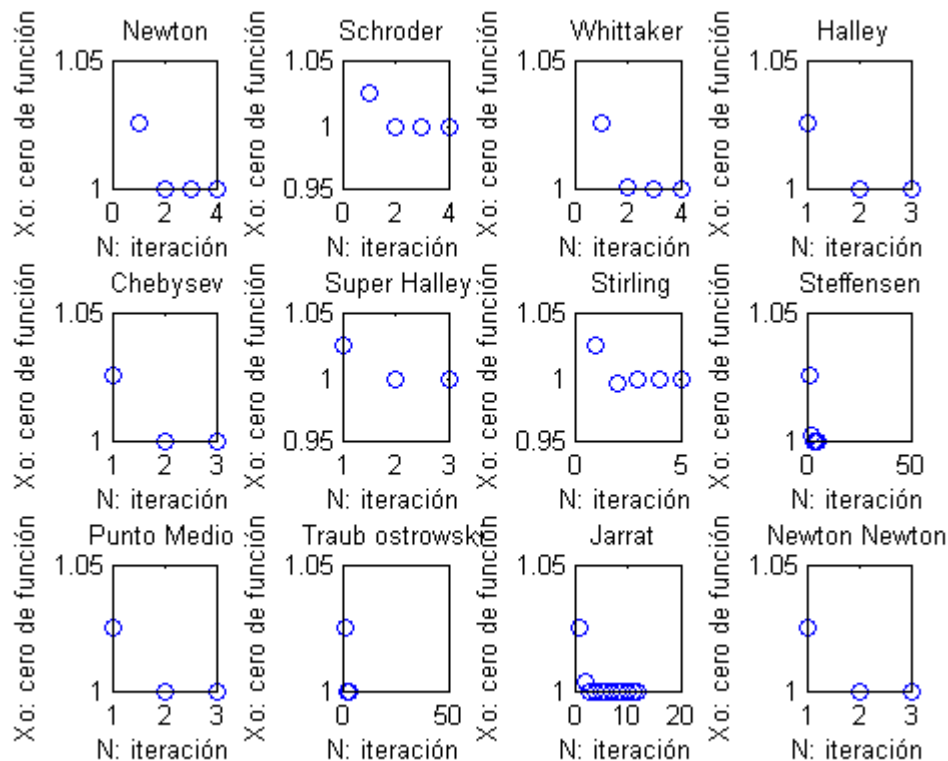 Newton
Xo: cero de función
1.05
1
0
2
4
N: iteración
Schroder
Xo: cero de función
1.05
1
0.95
0
2
4
N: iteración
Whittaker
Xo: cero de función
1.05
1
0
2
4
N: iteración
Halley
Xo: cero de función
1.05
1
1
2
3
N: iteración
Chebysev
Xo: cero de función
1.05
1
1
2
3
N: iteración
Super Halley
Xo: cero de función
1.05
1
0.95
1
2
3
N: iteración
Stirling
Xo: cero de función
1.05
1
0.95
0
5
N: iteración
Steffensen
Xo: cero de función
1.05
1
0
50
N: iteración
Punto Medio
Xo: cero de función
1.05
1
1
2
3
N: iteración
Traub ostrowski
Xo: cero de función
1.05
1
0
50
N: iteración
Jarrat
Xo: cero de función
1.05
1
0
10
20
N: iteración
Newton Newton
Xo: cero de función
1.05
1
1
2
3
N: iteración